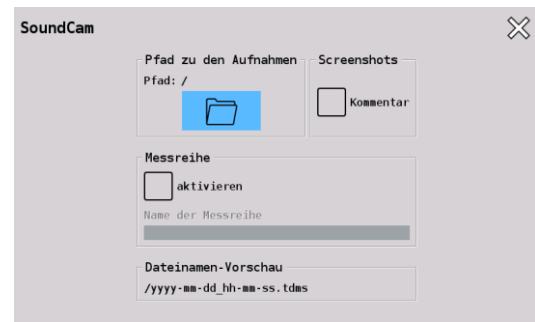 SoundCam
Pfad zu den Aufnahmen
Pfad: /
Screenshots
Kommentar
Messreihe
aktivieren
Name der Messreihe
Dateinamen-Vorschau
/yyyy-mm-dd_hh-mm-ss.tdms